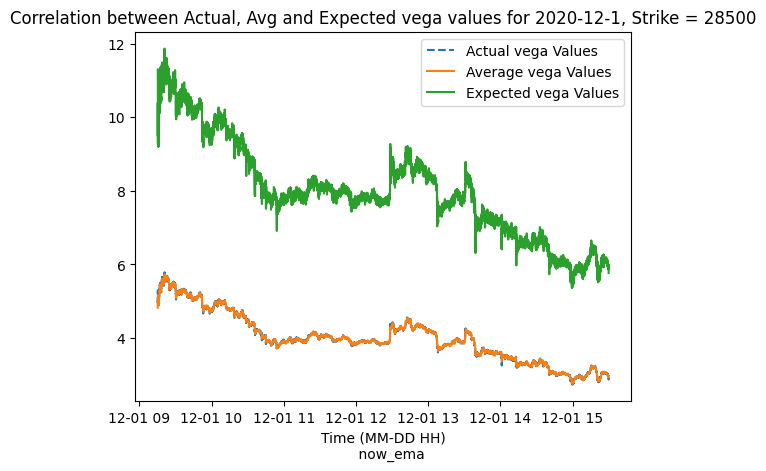 Correlation between Actual, Avg and Expected vega values for 2020-12-1, Strike = 28500
Actual vega Values
Average vega Values
Expected vega Values
12
10
8
6
4
12-01 09 12-01 10 12-01 11 12-01 12 12-01 13 12-01 14 12-01 15
Time (MM-DD HH)
now_ema